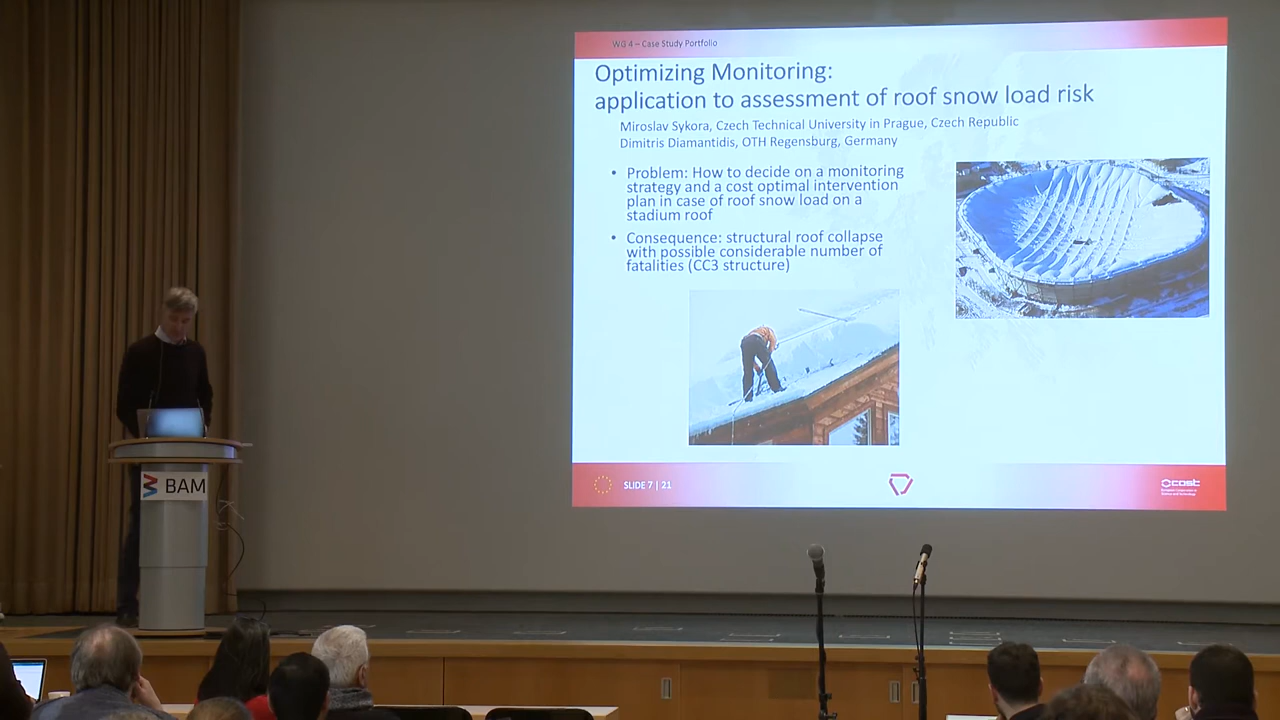 WG 4 – Case Study Portfolio
Optimizing Monitoring:
application to assessment of roof snow load risk
Miroslav Sykora, Czech Technical University in Prague, Czech Republic
Dimitris Diamantidis, OTH Regensburg, Germany
• Problem: How to decide on a monitoring
strategy and a cost optimal intervention
plan in case of roof snow load on a
stadium roof
• Consequence: structural roof collapse
with possible considerable number of
fatalities (CC3 structure)
SLIDE 7 | 21
cost
BAM